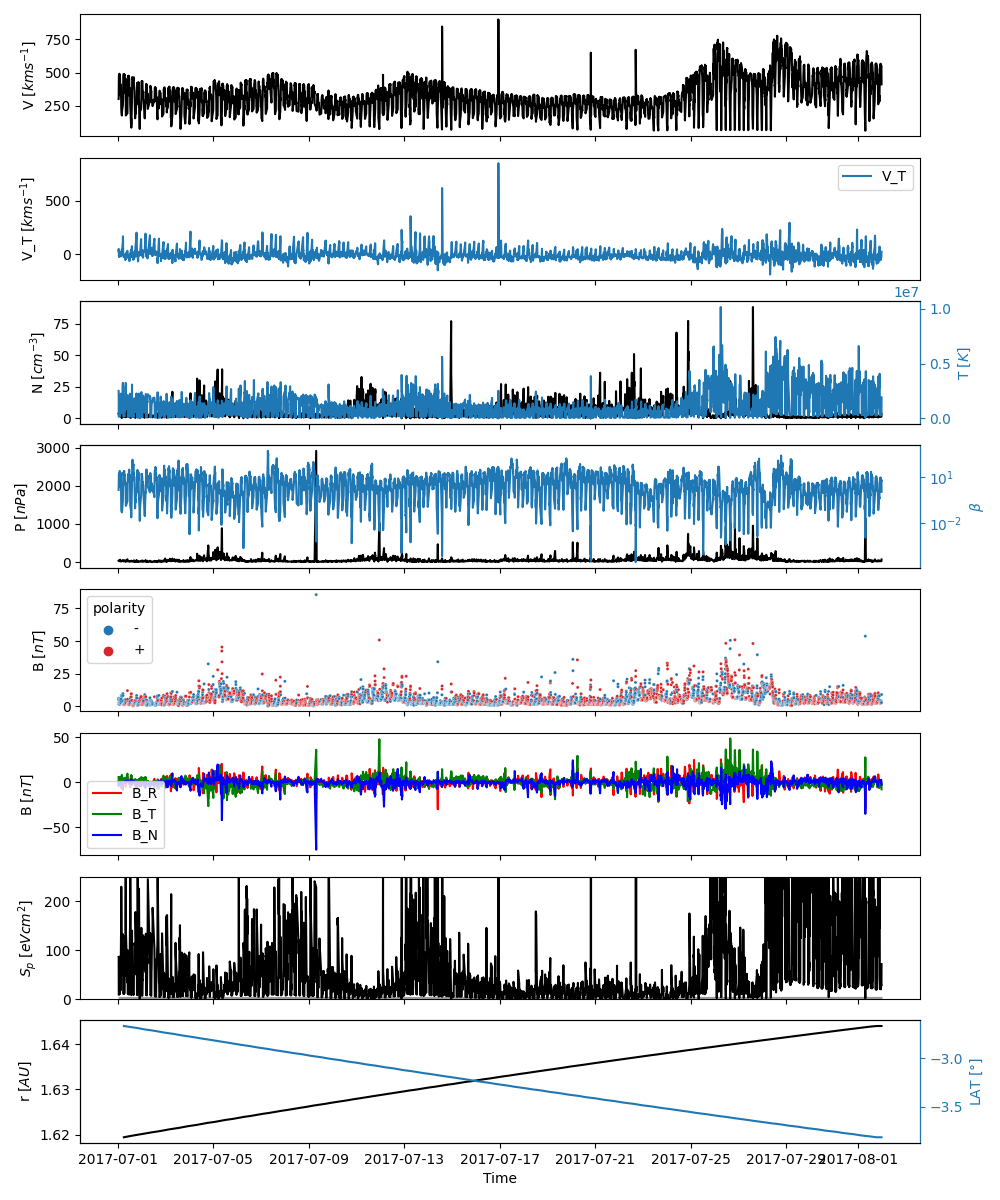 750
500
250
V [kms⁻¹]
500
0
V_T [kms⁻¹]
V_T
1e7
75
50
25
0
N [cm⁻³]
1.0
0.5
0.0
T [K]
3000
2000
1000
0
P [nPa]
10¹
10⁻²
β
75
50
25
0
B [nT]
polarity
-
+
50
0
−50
B [nT]
B_R
B_T
B_N
200
100
0
Sₚ [eVcm²]
1.64
1.63
1.62
r [AU]
−3.0
−3.5
LAT [°]
2017-07-01 2017-07-05 2017-07-09 2017-07-13 2017-07-17 2017-07-21 2017-07-25 2017-07-29 2017-08-01
Time